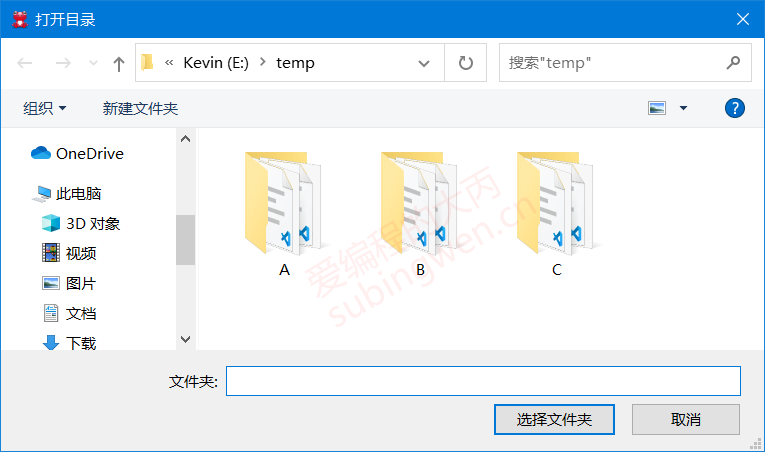 打开目录
« Kevin (E:) > temp
搜索"temp"
组织
新建文件夹
?
OneDrive
此电脑
3D 对象
视频
图片
文档
下载
A
B
C
爱编程的大丙
subingwen.cn
文件夹:
选择文件夹
取消